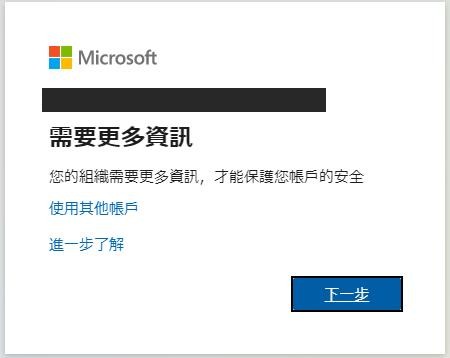 Microsoft
需要更多資訊
您的組織需要更多資訊，才能保護您帳戶的安全
使用其他帳戶
進一步了解
下一步